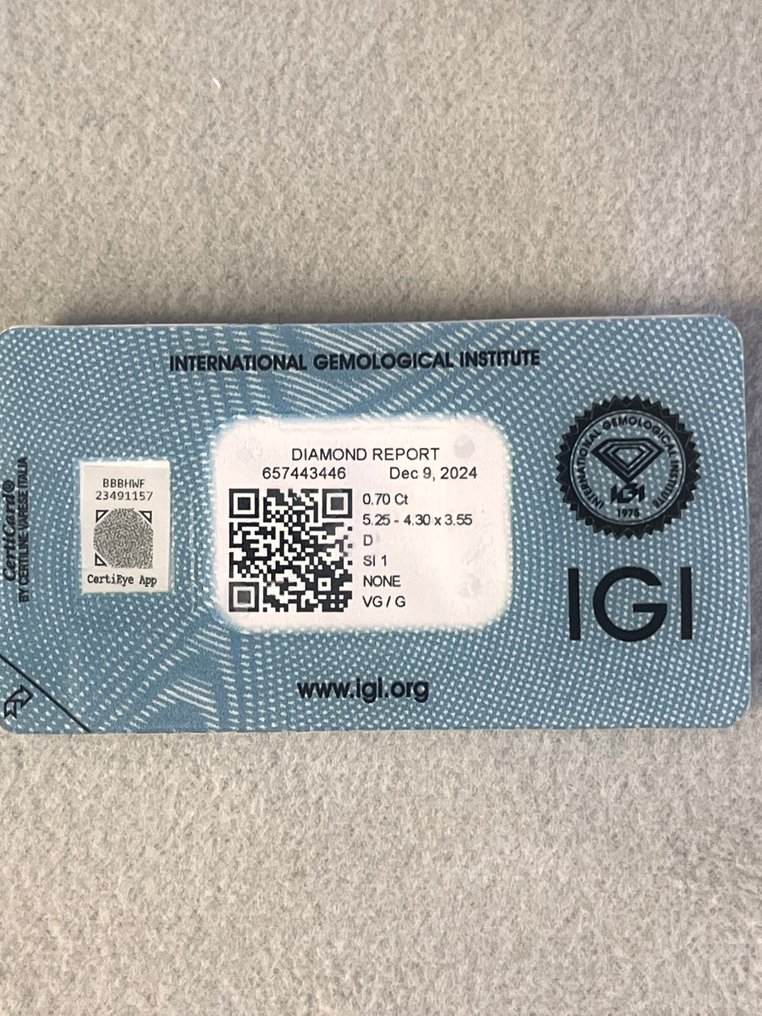 INTERNATIONAL GEMOLOGICAL INSTITUTE
DIAMOND REPORT
657443446 Dec 9, 2024
0.70 Ct
5.25 - 4.30 x 3.55
D
SI 1
NONE
VG / G
www.igi.org
BBBHWF
23491157
CertiEye App
CertiCard®
BY CERTILINE-VARESE ITALIA
INTERNATIONAL GEMOLOGICAL INSTITUTE
IGI
1975
IGI